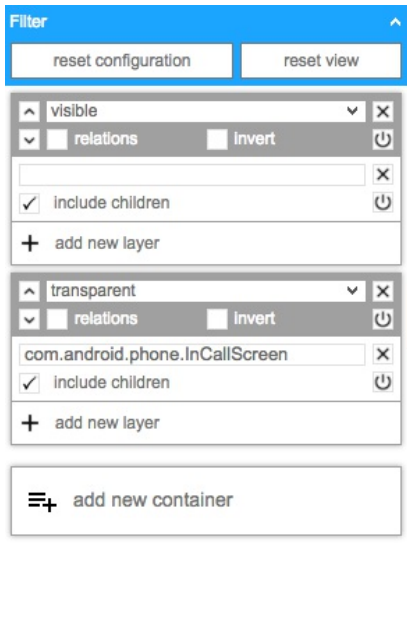 Filter
reset configuration reset view
visible
relations invert
include children
add new layer
transparent
relations invert
com.android.phone.InCallScreen
include children
add new layer
add new container